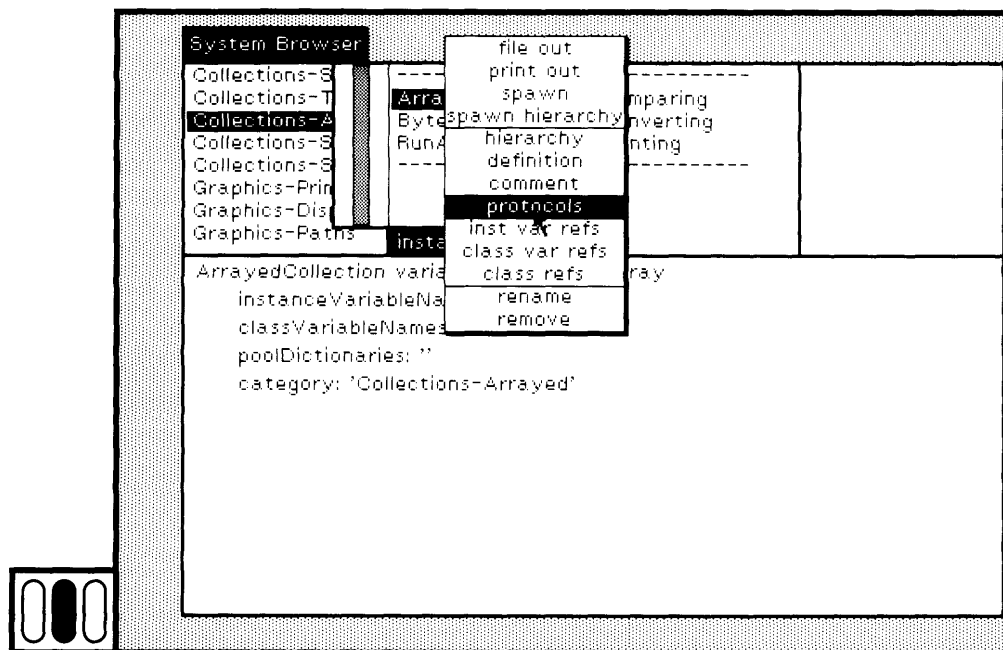 System Browser
Collections-S
Collections-T
Collections-A
Collections-S
Collections-S
Graphics-Prin
Graphics-Dis
Graphics-Paths
----
Arra
Byte
RunA
----
insta
file out
print out
spawn
spawn hierarchy
hierarchy
definition
comment
protocols
inst var refs
class var refs
class refs
rename
remove
----------
mparing
nverting
nting
----------
ArrayedCollection varia ray
instanceVariableNa
classVariableNames
poolDictionaries: ''
category: 'Collections-Arrayed'